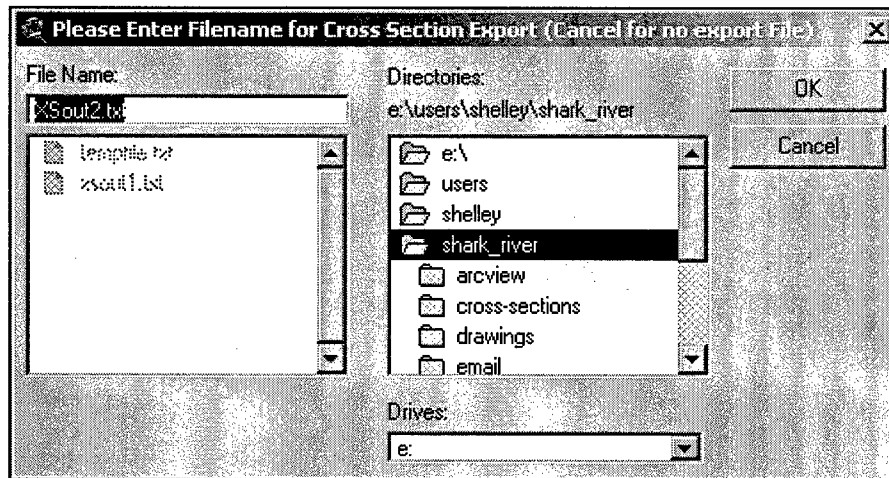 Please Enter Filename for Cross Section Export (Cancel for no export File)
File Name:
XSout2.txt
tempfile.txt
xsout1.txt
Directories:
e:\users\shelley\shark_river
e:\
users
shelley
shark_river
arcview
cross-sections
drawings
email
Drives:
e:
OK
Cancel